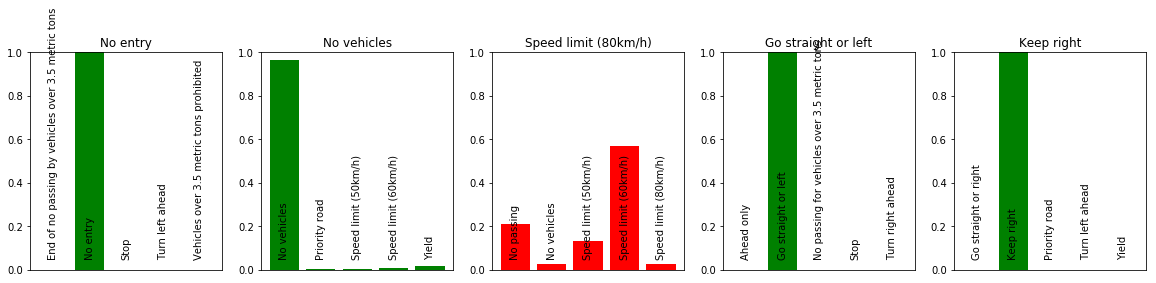 No entry
1.0
0.8
0.6
0.4
0.2
0.0
End of no passing by vehicles over 3.5 metric tons
No entry
Stop
Turn left ahead
Vehicles over 3.5 metric tons prohibited
No vehicles
1.0
0.8
0.6
0.4
0.2
0.0
No vehicles
Priority road
Speed limit (50km/h)
Speed limit (60km/h)
Yield
Speed limit (80km/h)
1.0
0.8
0.6
0.4
0.2
0.0
No passing
No vehicles
Speed limit (50km/h)
Speed limit (60km/h)
Speed limit (80km/h)
Go straight or left
1.0
0.8
0.6
0.4
0.2
0.0
Ahead only
Go straight or left
No passing for vehicles over 3.5 metric tons
Stop
Turn right ahead
Keep right
1.0
0.8
0.6
0.4
0.2
0.0
Go straight or right
Keep right
Priority road
Turn left ahead
Yield